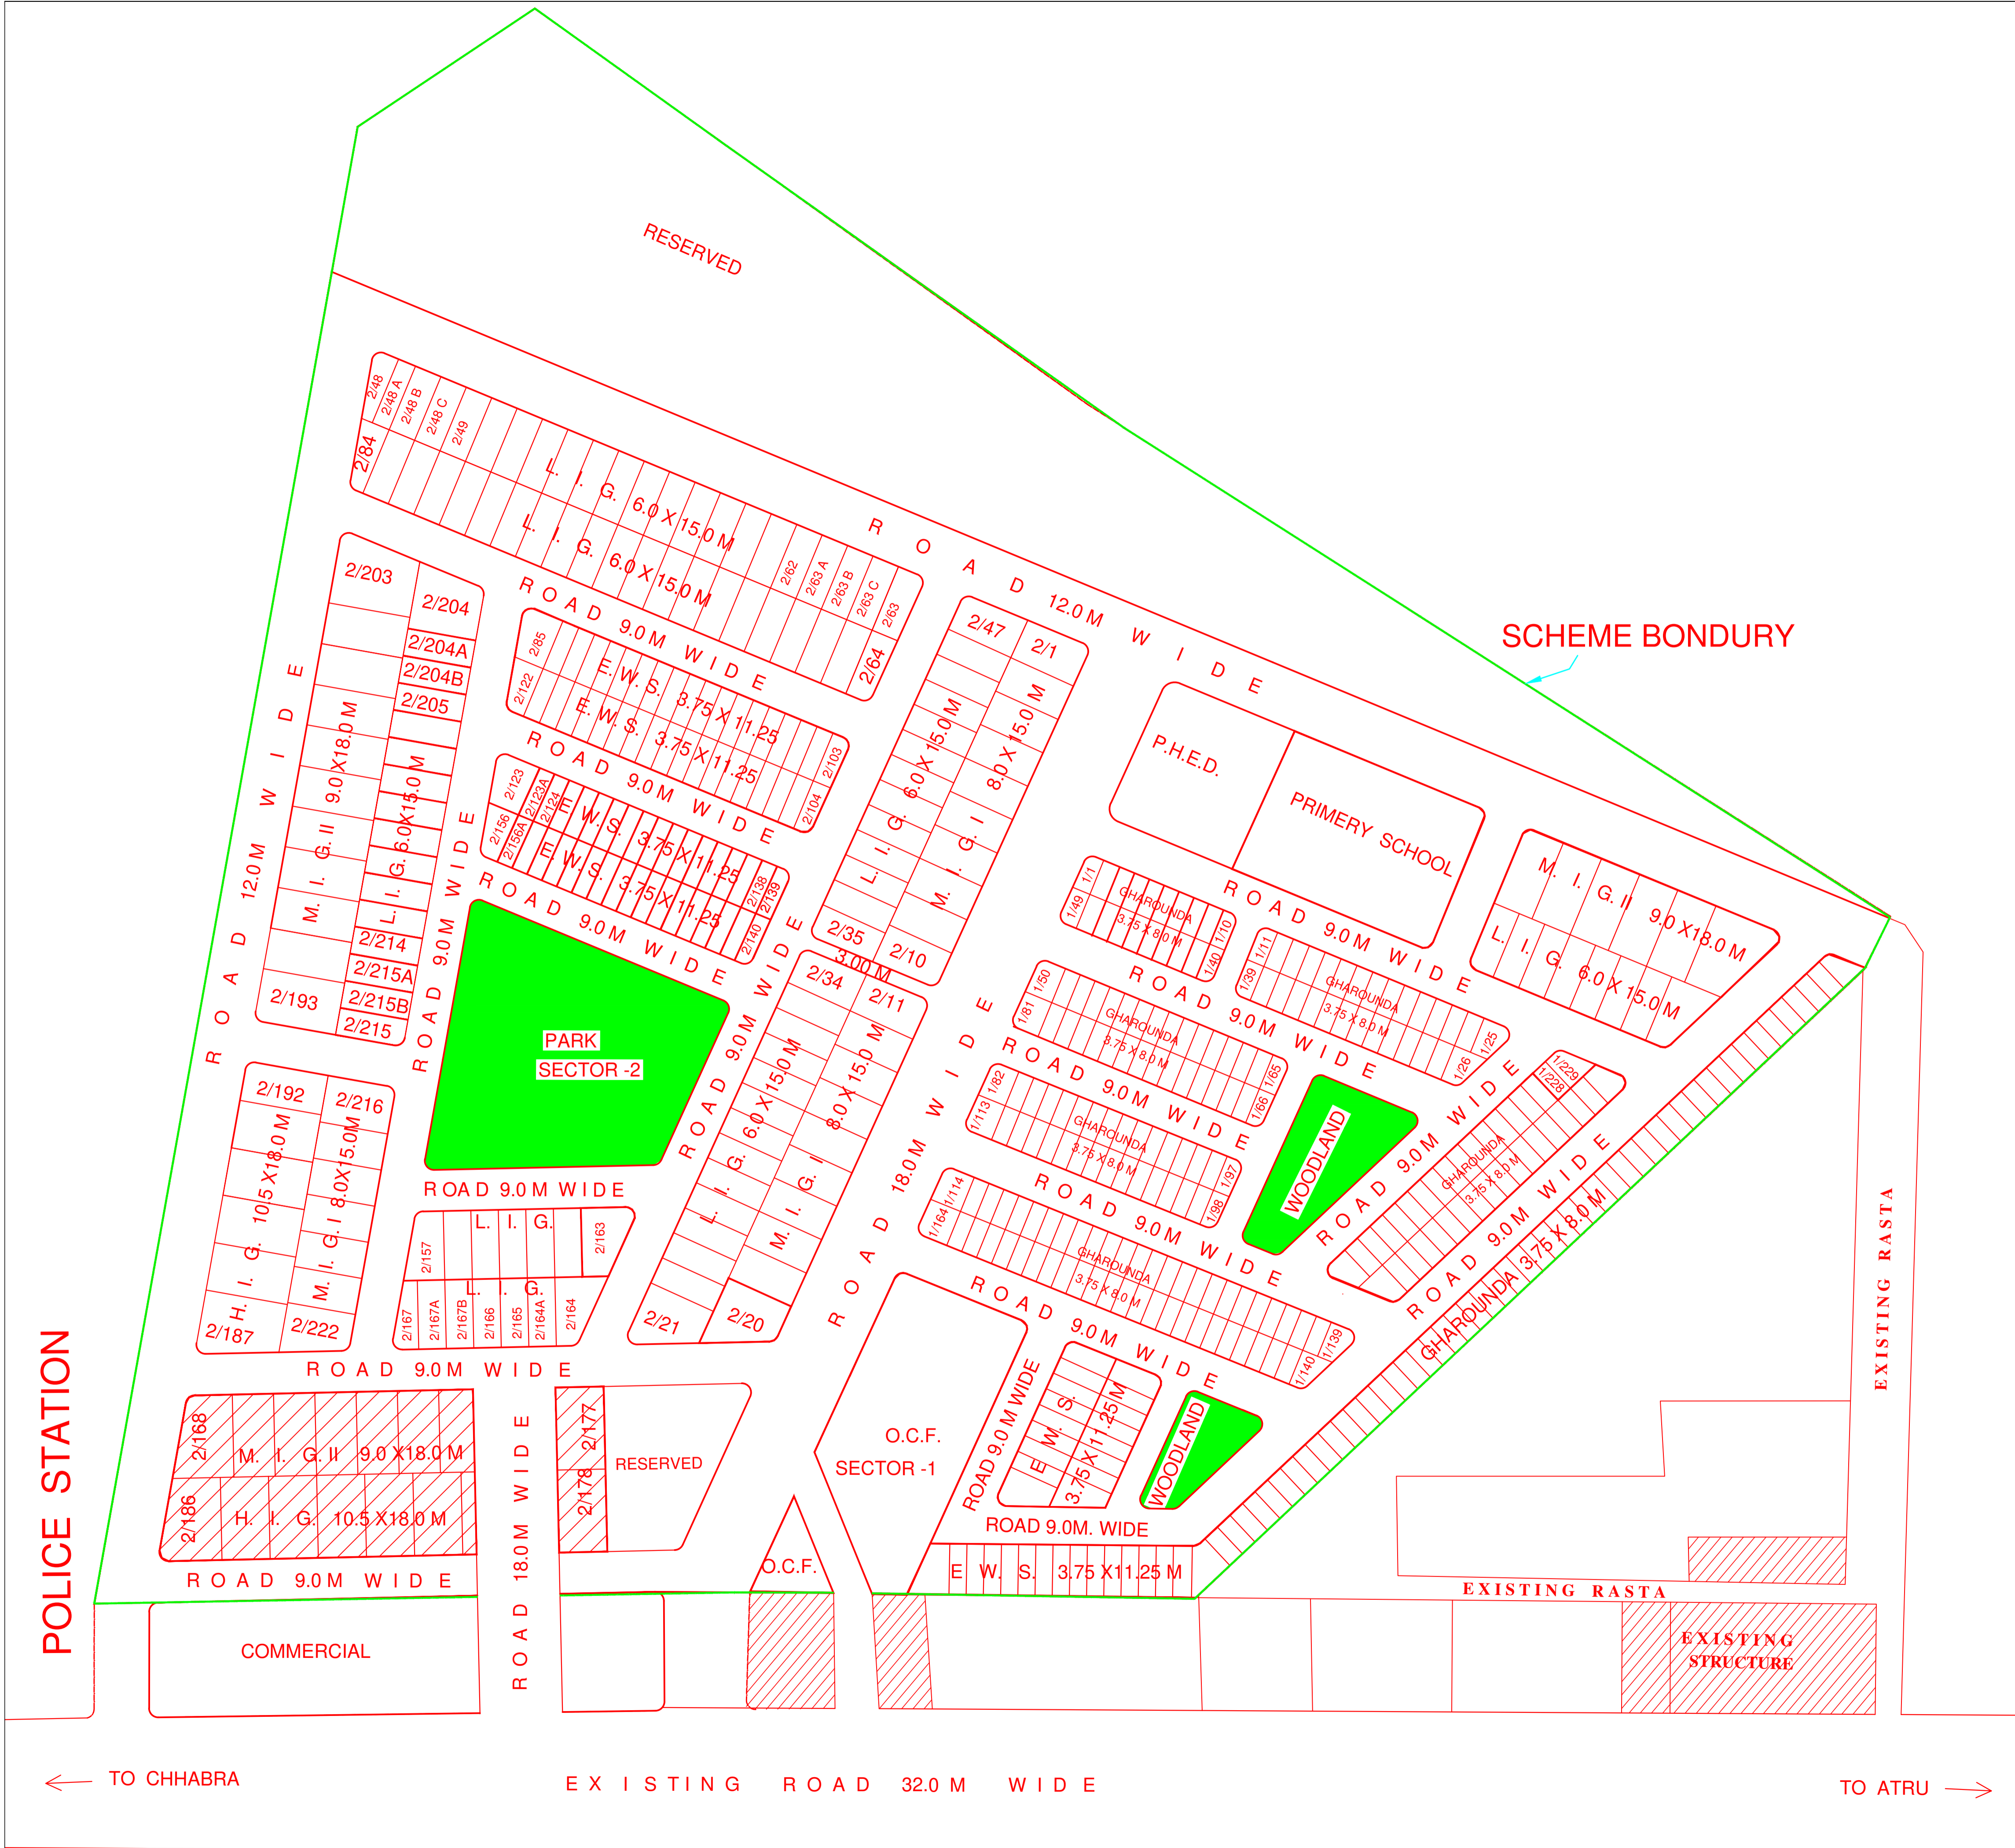 RESERVED
2/48
2/48 A
2/48 B
2/48 C
2/49
2/84
L. I. G. 6.0 X 15.0 M
L. I. G. 6.0 X 15.0 M
2/62
2/63 A
2/63 B
2/63 C
2/63
2/64
ROAD 12.0 M WIDE
SCHEME BONDURY
ROAD 12.0 M WIDE
2/203
2/204
2/204A
2/204B
2/205
M. I. G. II 9.0 X18.0 M
L. I. G. 6.0X15.0 M
2/214
2/215A
2/215B
2/215
2/193
ROAD 9.0 M WIDE
2/85
2/122
E. W. S. 3.75 X 11.25
E. W. S. 3.75 X 11.25
2/103
2/104
ROAD 9.0 M WIDE
2/123
2/123A
2/124
2/156
2/156A
E. W. S. 3.75 X 11.25
E. W. S. 3.75 X 11.25
2/138
2/139
2/140
ROAD 9.0 M WIDE
ROAD 9.0 M WIDE
PARK
SECTOR -2
ROAD 9.0 M WIDE
2/47
2/1
L. I. G. 6.0 X 15.0 M
M. I. G. I 8.0 X 15.0 M
2/35
2/10
3.00 M
2/34
2/11
L. I. G. 6.0 X 15.0 M
M. I. G. I 8.0 X 15.0 M
2/21
2/20
ROAD 9.0 M WIDE
ROAD 18.0 M WIDE
2/192
2/216
H. I. G. 10.5 X18.0 M
M. I. G. I 8.0X15.0M
2/187
2/222
L. I. G.
2/157
2/163
L. I. G.
2/167
2/167A
2/167B
2/166
2/165
2/164A
2/164
ROAD 9.0 M WIDE
2/168
M. I. G. II 9.0 X18.0 M
2/186
H. I. G. 10.5 X18.0 M
ROAD 9.0 M WIDE
ROAD 18.0 M WIDE
2/177
2/178
RESERVED
O.C.F.
O.C.F.
SECTOR -1
P.H.E.D.
PRIMERY SCHOOL
M. I. G. II 9.0 X18.0 M
L. I. G. 6.0 X 15.0 M
ROAD 9.0 M WIDE
1/1
1/49
GHAROUNDA
3.75 X 8.0 M
1/10
1/40
1/11
1/39
GHAROUNDA
3.75 X 8.0 M
1/25
1/26
ROAD 9.0 M WIDE
1/50
1/81
GHAROUNDA
3.75 X 8.0 M
1/65
1/66
ROAD 9.0 M WIDE
1/82
1/113
GHAROUNDA
3.75 X 8.0 M
1/97
1/98
ROAD 9.0 M WIDE
1/114
1/164
GHAROUNDA
3.75 X 8.0 M
1/139
1/140
WOODLAND
ROAD 9.0 M WIDE
1/229
1/228
GHAROUNDA
3.75 X 8.0 M
ROAD 9.0 M WIDE
GHAROUNDA 3.75 X 8.0 M
ROAD 9.0 M WIDE
ROAD 9.0 M WIDE
E. W. S.
3.75 X 11.25 M
WOODLAND
ROAD 9.0M. WIDE
E W. S. 3.75 X11.25 M
EXISTING RASTA
EXISTING RASTA
EXISTING
STRUCTURE
POLICE STATION
COMMERCIAL
TO CHHABRA
EXISTING ROAD 32.0 M WIDE
TO ATRU